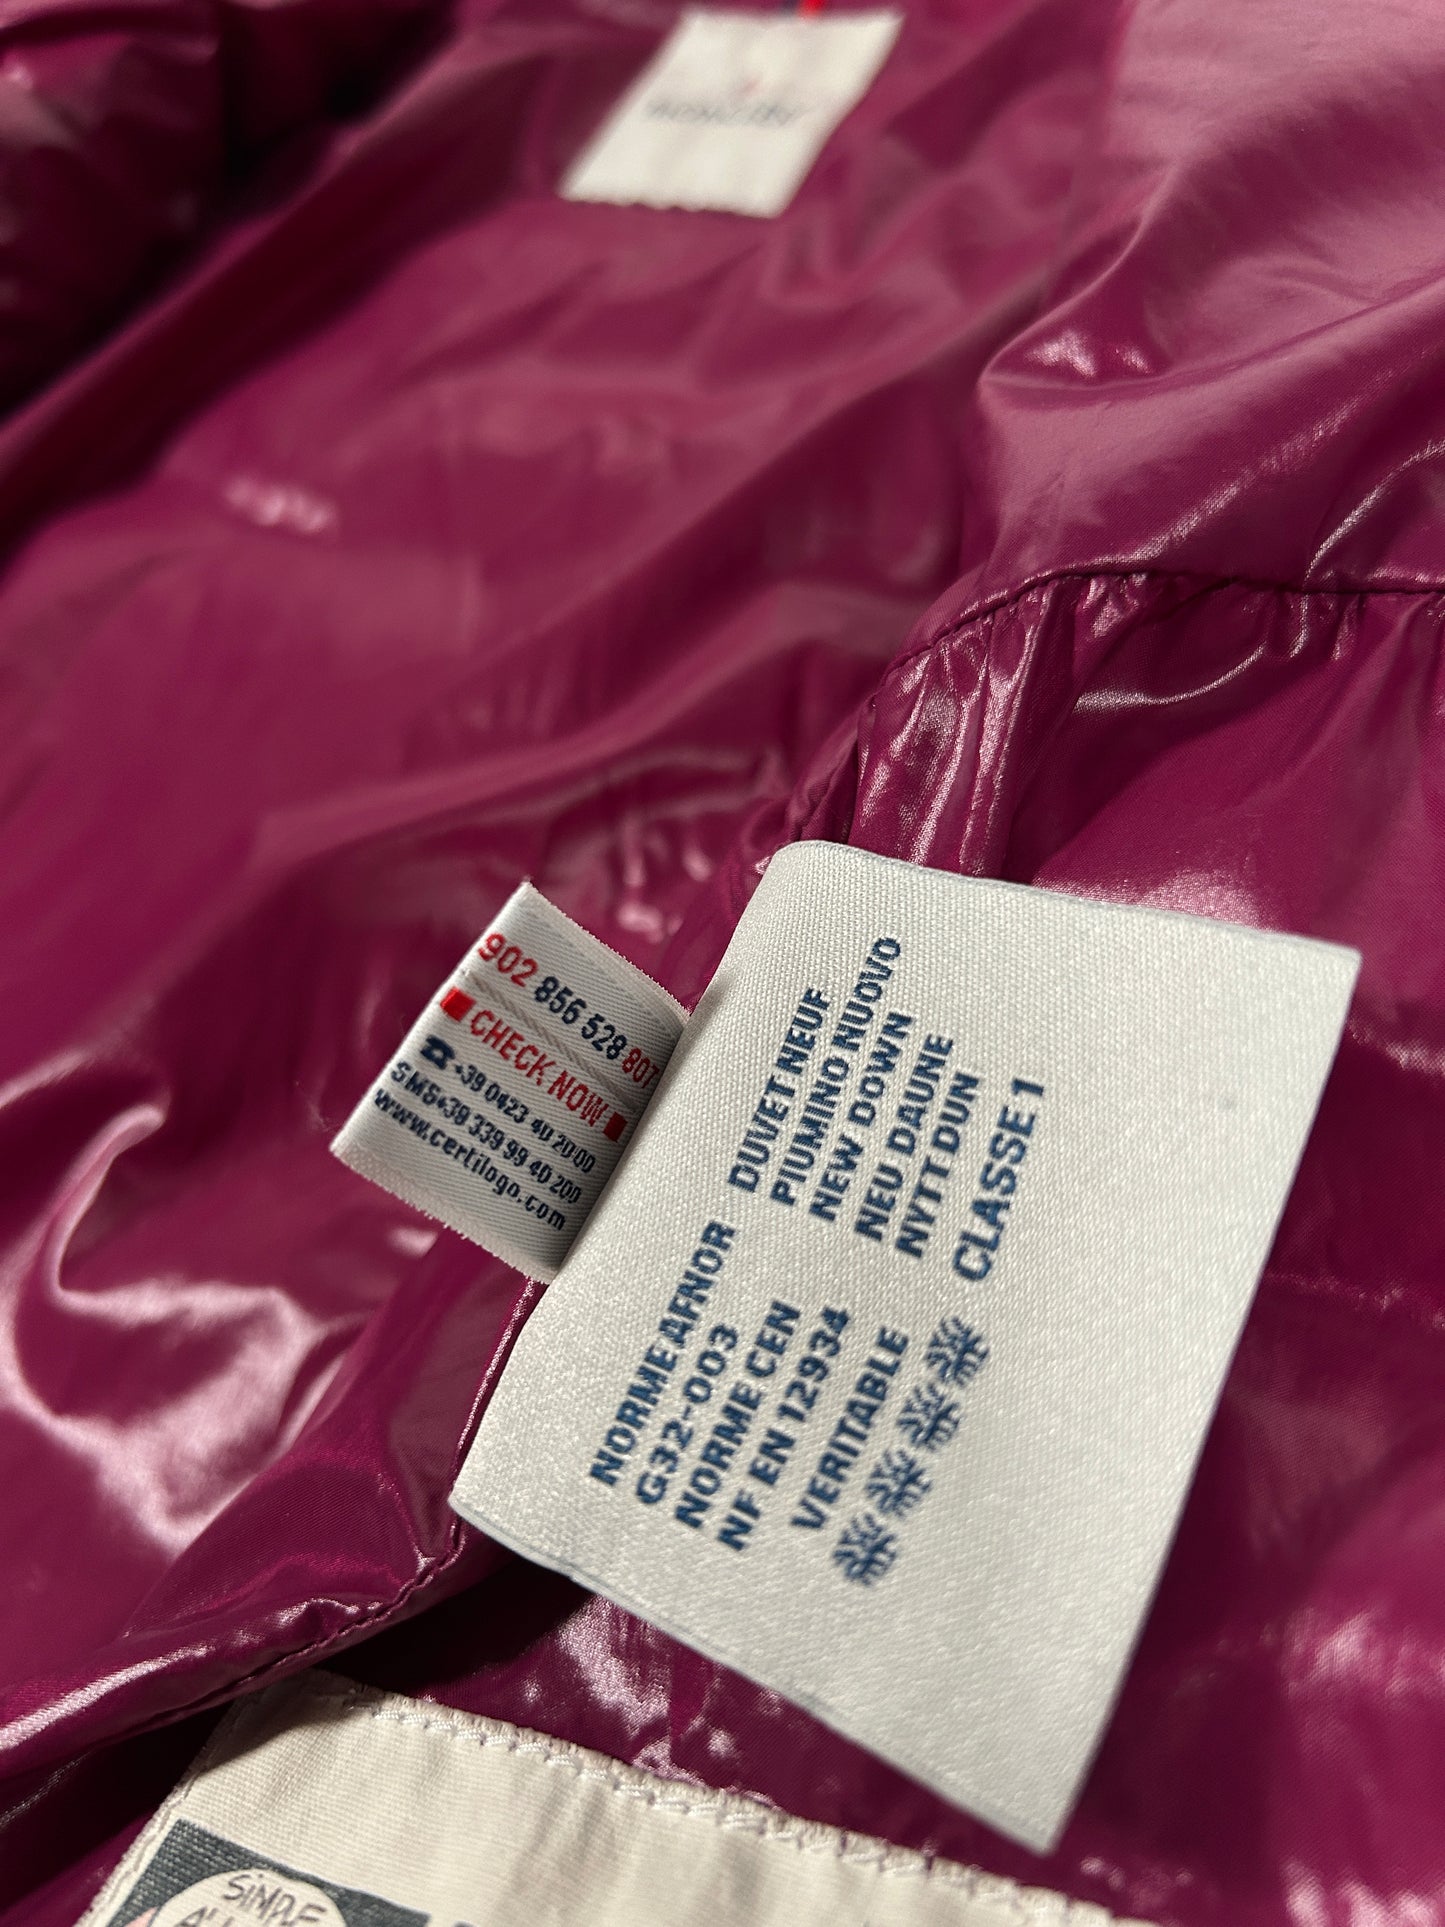 MONCLER
902 856 528 807
CHECK NOW
+39 0423 40 20 00
SMS+39 339 99 40 200
www.certilogo.com
DUVET NEUF
PIUMINO NUOVO
NEW DOWN
NEU DAUNE
NYTT DUN
CLASSE 1
NORME AFNOR
G32-003
NORME CEN
NF EN 12934
VERITABLE
SIMPLE